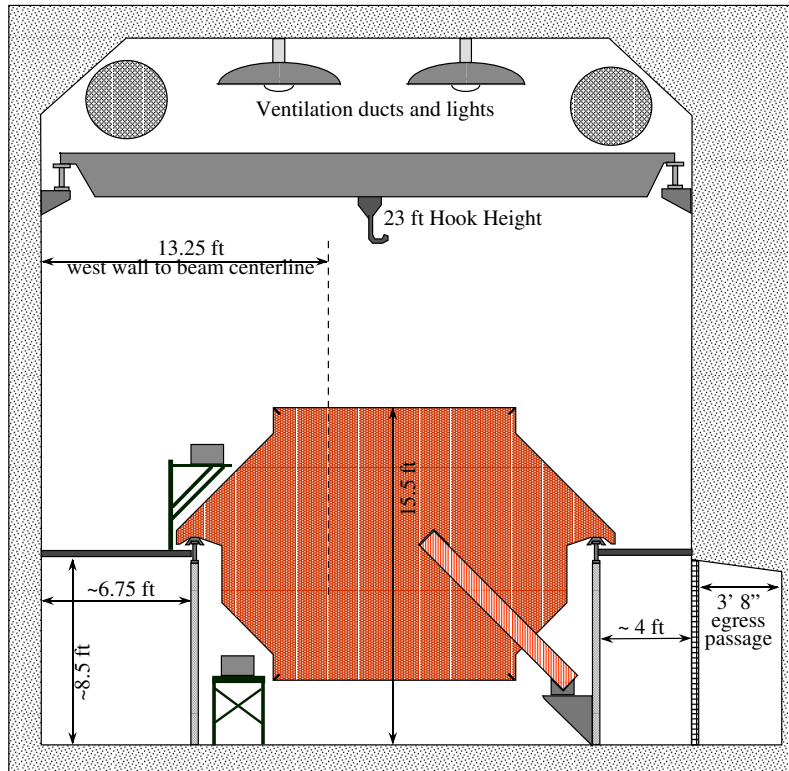 Ventilation ducts and lights
23 ft Hook Height
13.25 ft
west wall to beam centerline
15.5 ft
~6.75 ft
~8.5 ft
~ 4 ft
3’ 8”
egress
passage